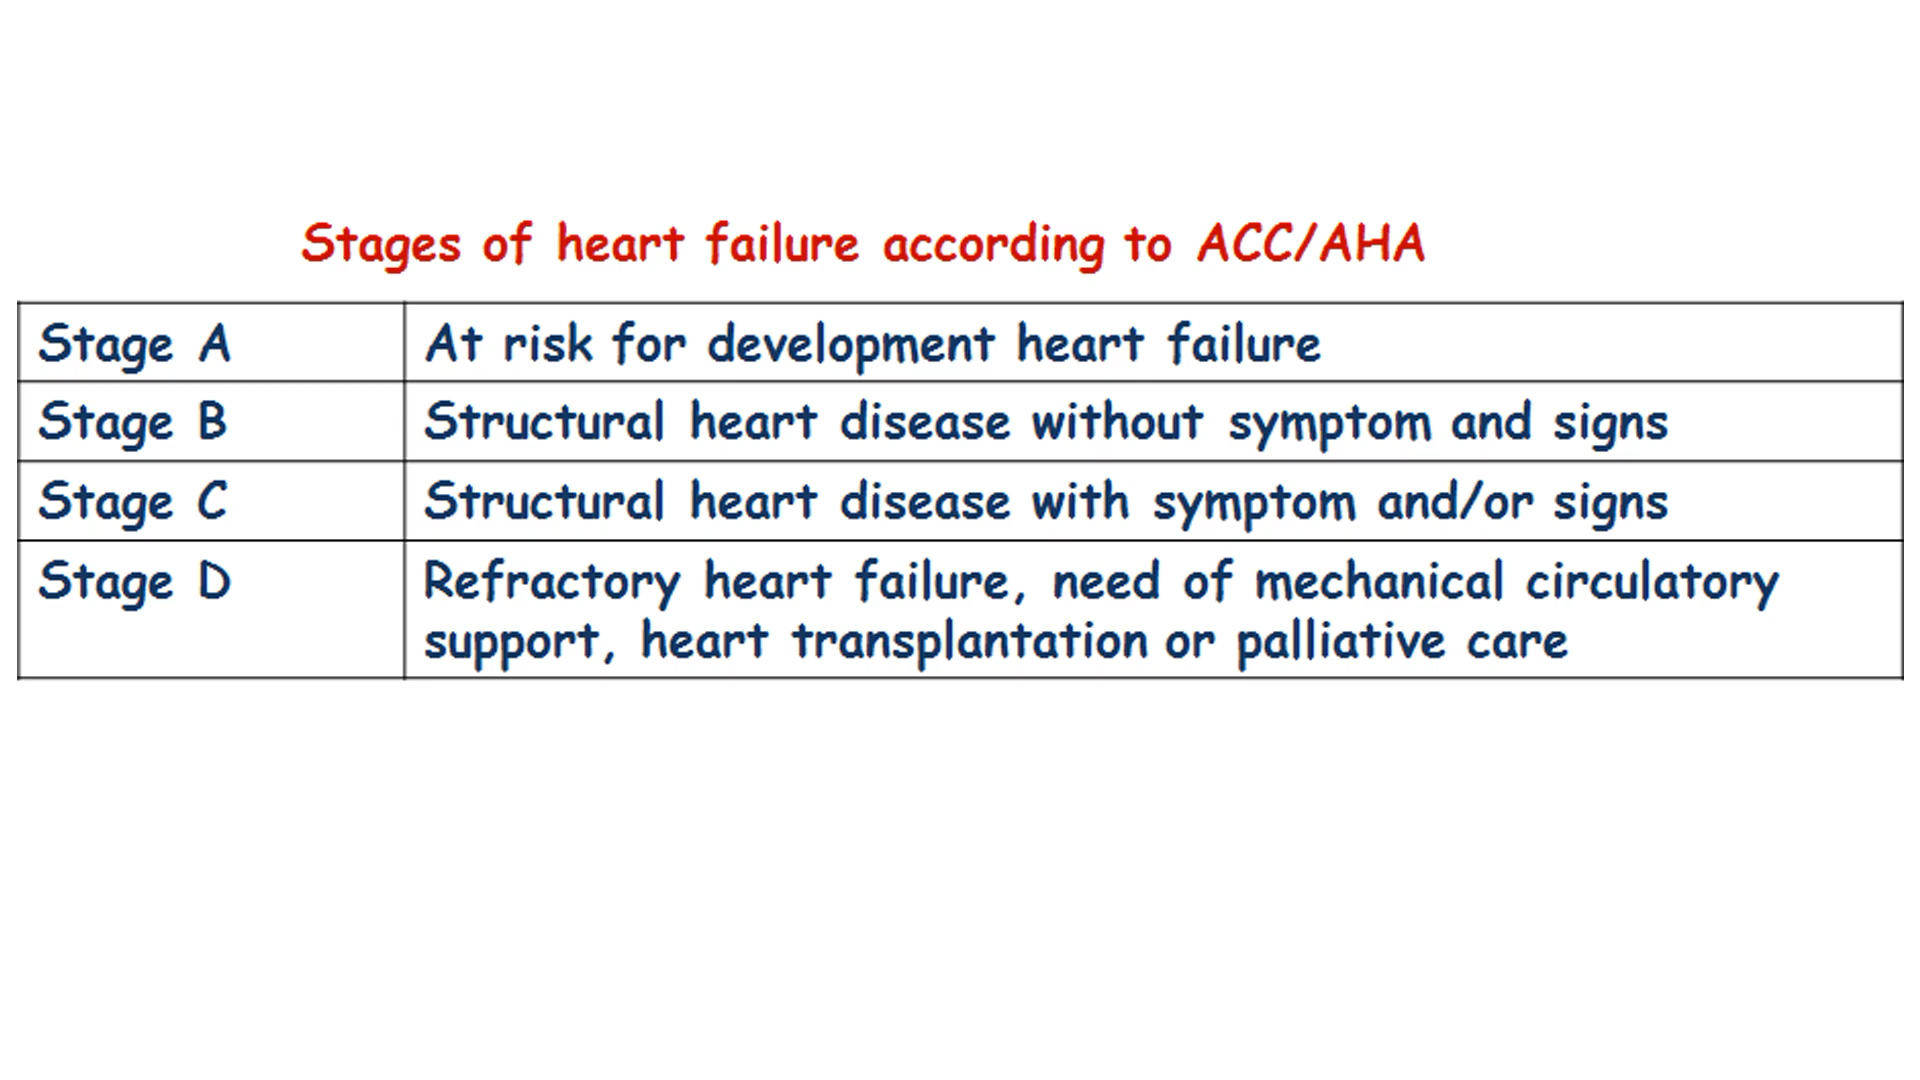 Stages of heart failure according to ACC/AHA
Stage A At risk for development heart failure
Stage B Structural heart disease without symptom and signs
Stage C Structural heart disease with symptom and/or signs
Stage D Refractory heart failure, need of mechanical circulatory
support, heart transplantation or palliative care